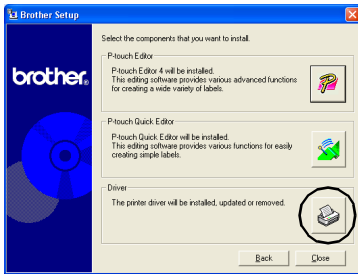 Brother Setup
Select the components that you want to install.
brother.
P-touch Editor
P-touch Editor 4 will be installed.
This editing software provides various advanced functions
for creating a wide variety of labels.
P-touch Quick Editor
P-touch Quick Editor will be installed.
This editing software provides various functions for easily
creating simple labels.
Driver
The printer driver will be installed, updated or removed.
Back
Close